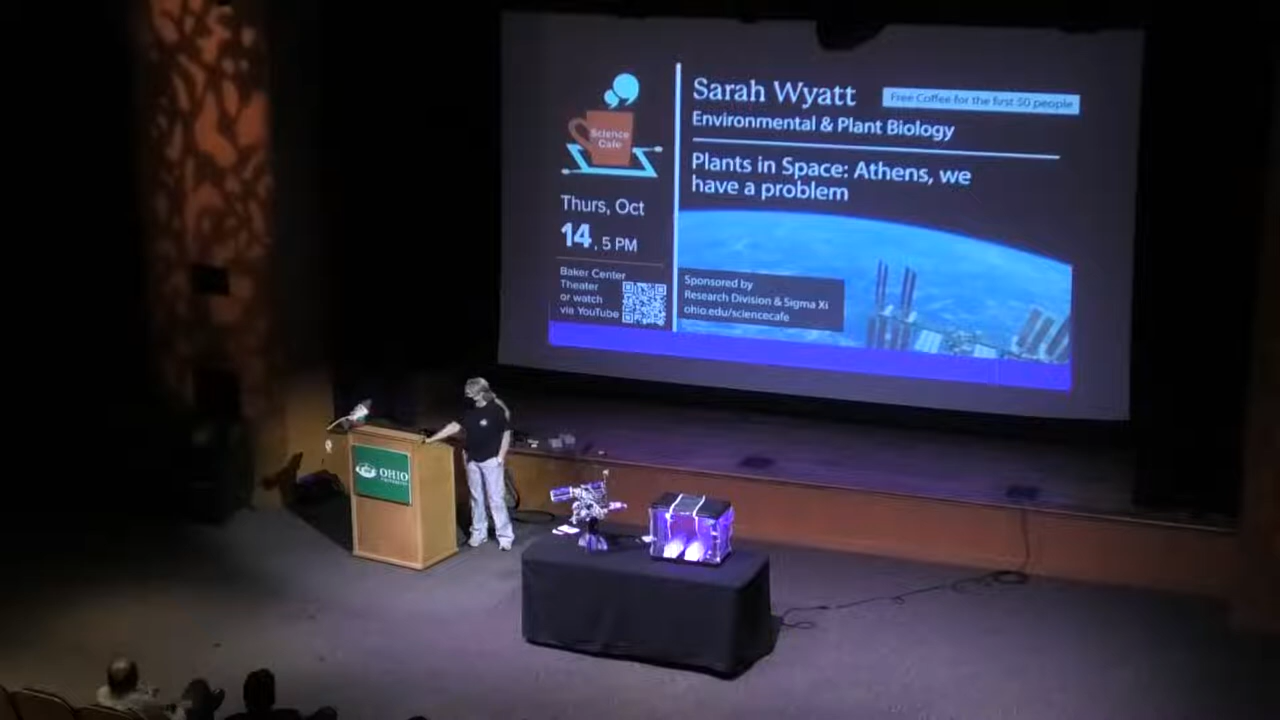 Science
Cafe
Thurs, Oct
14, 5 PM
Baker Center
Theater
or watch
via YouTube
Sarah Wyatt
Free Coffee for the first 50 people
Environmental & Plant Biology
Plants in Space: Athens, we
have a problem
Sponsored by
Research Division & Sigma Xi
ohio.edu/sciencecafe
OHIO
UNIVERSITY